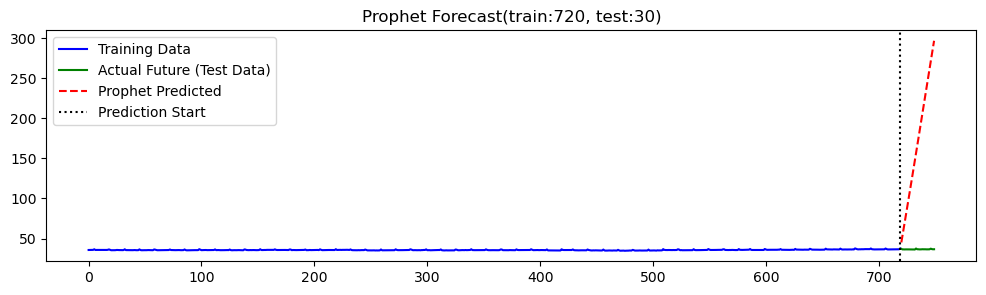 Prophet Forecast(train:720, test:30)
300
250
200
150
100
50
Training Data
Actual Future (Test Data)
Prophet Predicted
Prediction Start
0 100 200 300 400 500 600 700